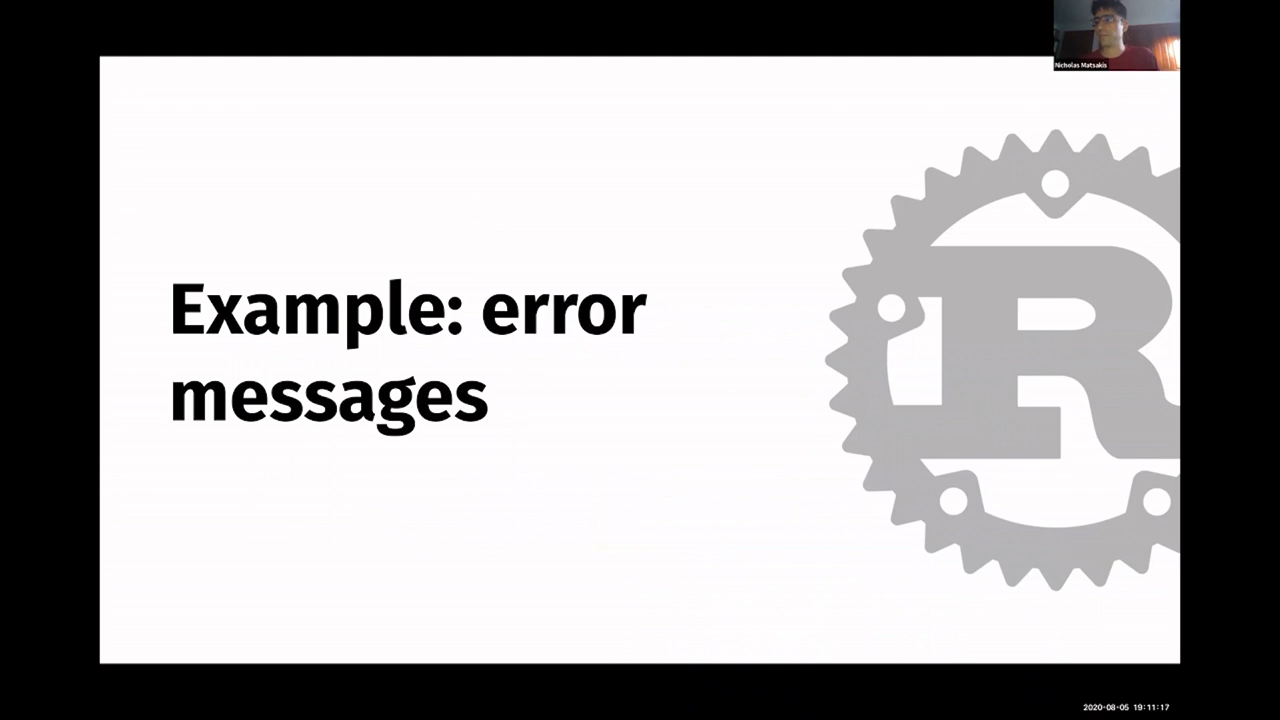 Nicholas Matsakis
Example: error
messages
R
2020-08-05 19:11:17